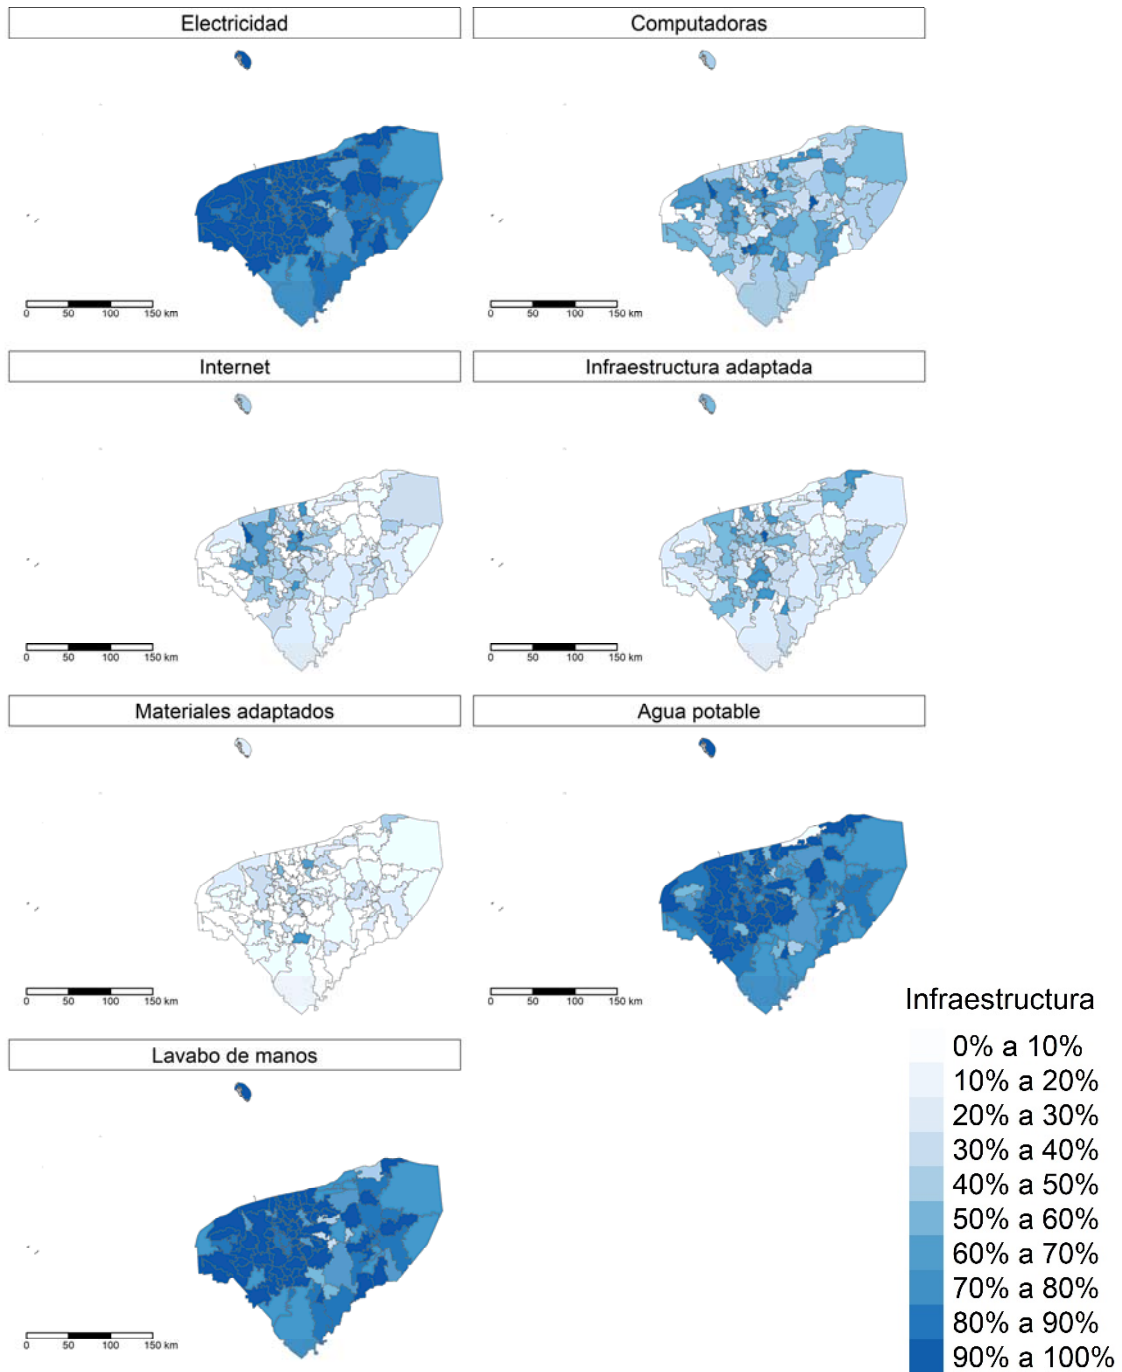 Electricidad
Computadoras
0 50 100 150 km
0 50 100 150 km
Internet
Infraestructura adaptada
0 50 100 150 km
0 50 100 150 km
Materiales adaptados
Agua potable
0 50 100 150 km
0 50 100 150 km
Lavabo de manos
0 50 100 150 km
Infraestructura
0% a 10%
10% a 20%
20% a 30%
30% a 40%
40% a 50%
50% a 60%
60% a 70%
70% a 80%
80% a 90%
90% a 100%